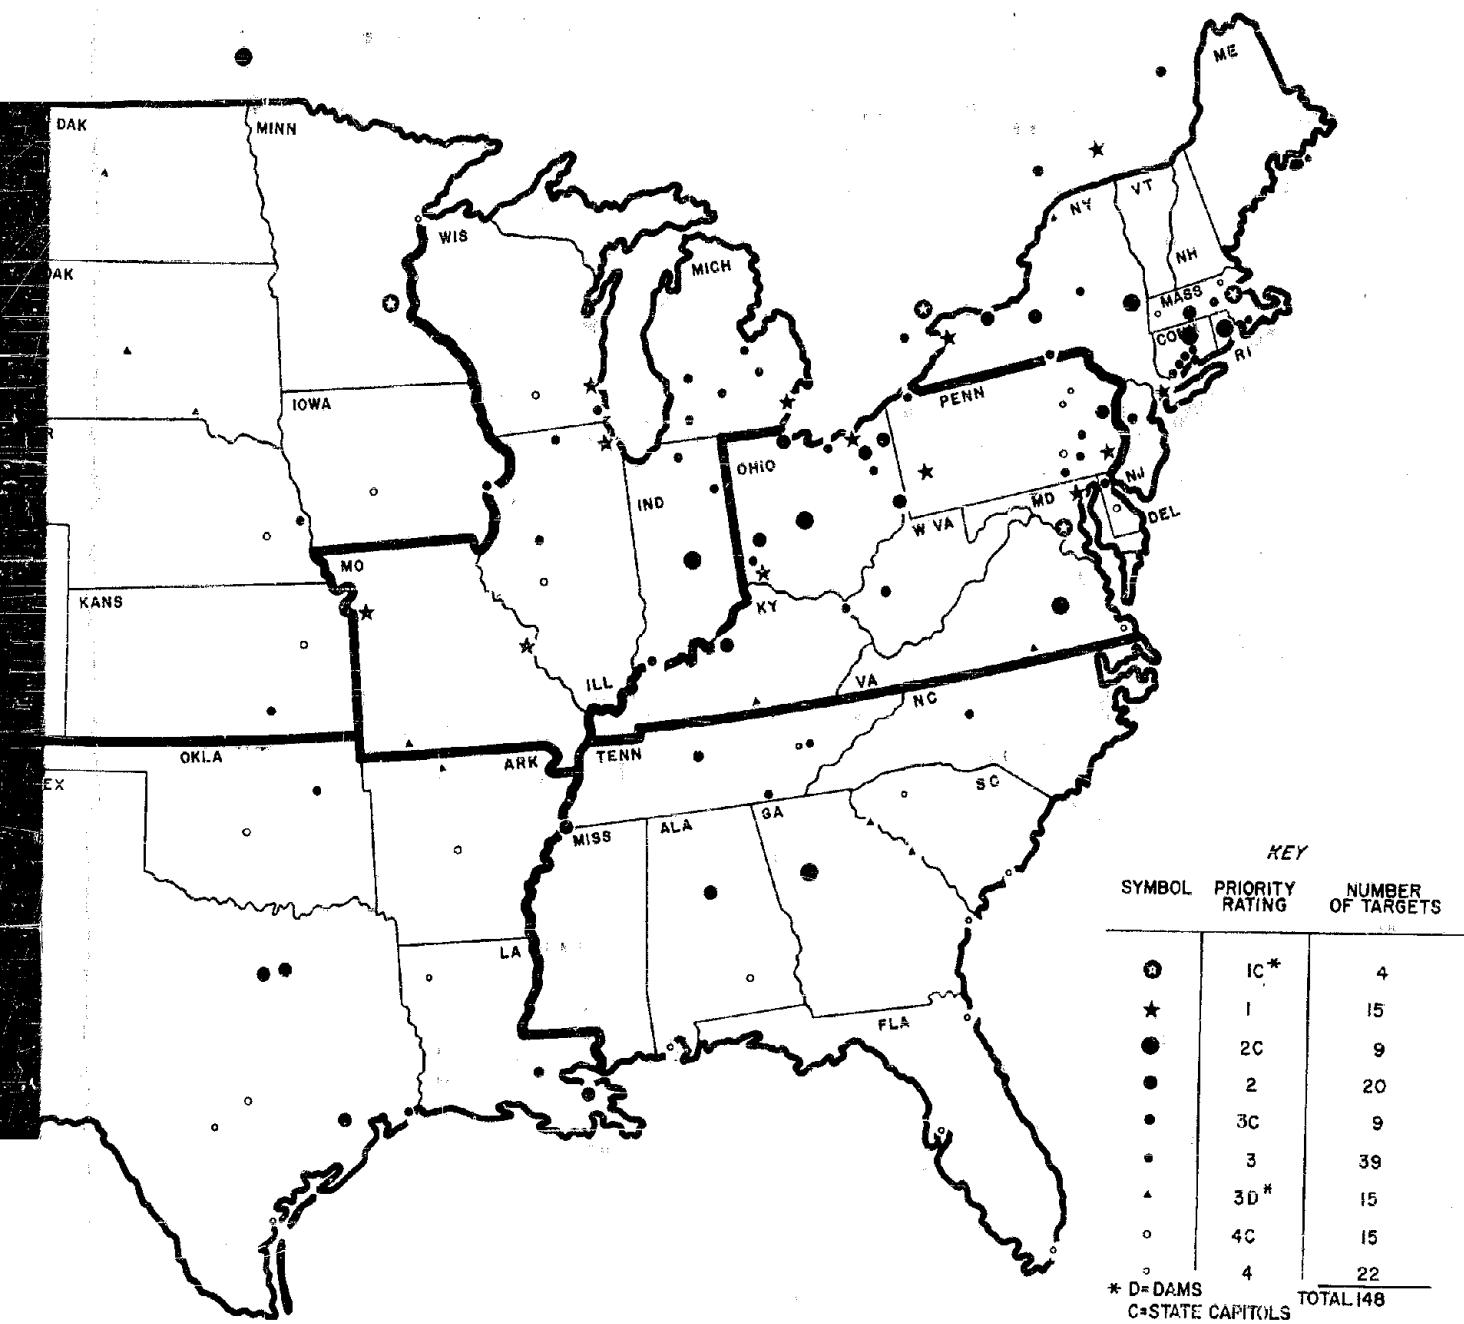 ME
DAK
MINN
VT
NY
WIS
NH
MICH
DAK
MASS
CON
RI
IOWA
PENN
OHIO
IND
NJ
MD
DEL
W VA
MO
KANS
KY
ILL
VA
NC
OKLA
ARK
TENN
EX
SC
GA
MISS
ALA
LA
FLA
KEY
SYMBOL PRIORITY RATING NUMBER OF TARGETS
1C* 4
1 15
2C 9
2 20
3C 9
3 39
3D* 15
4C 15
4 22
* D=DAMS
C=STATE CAPITOLS
TOTAL 148